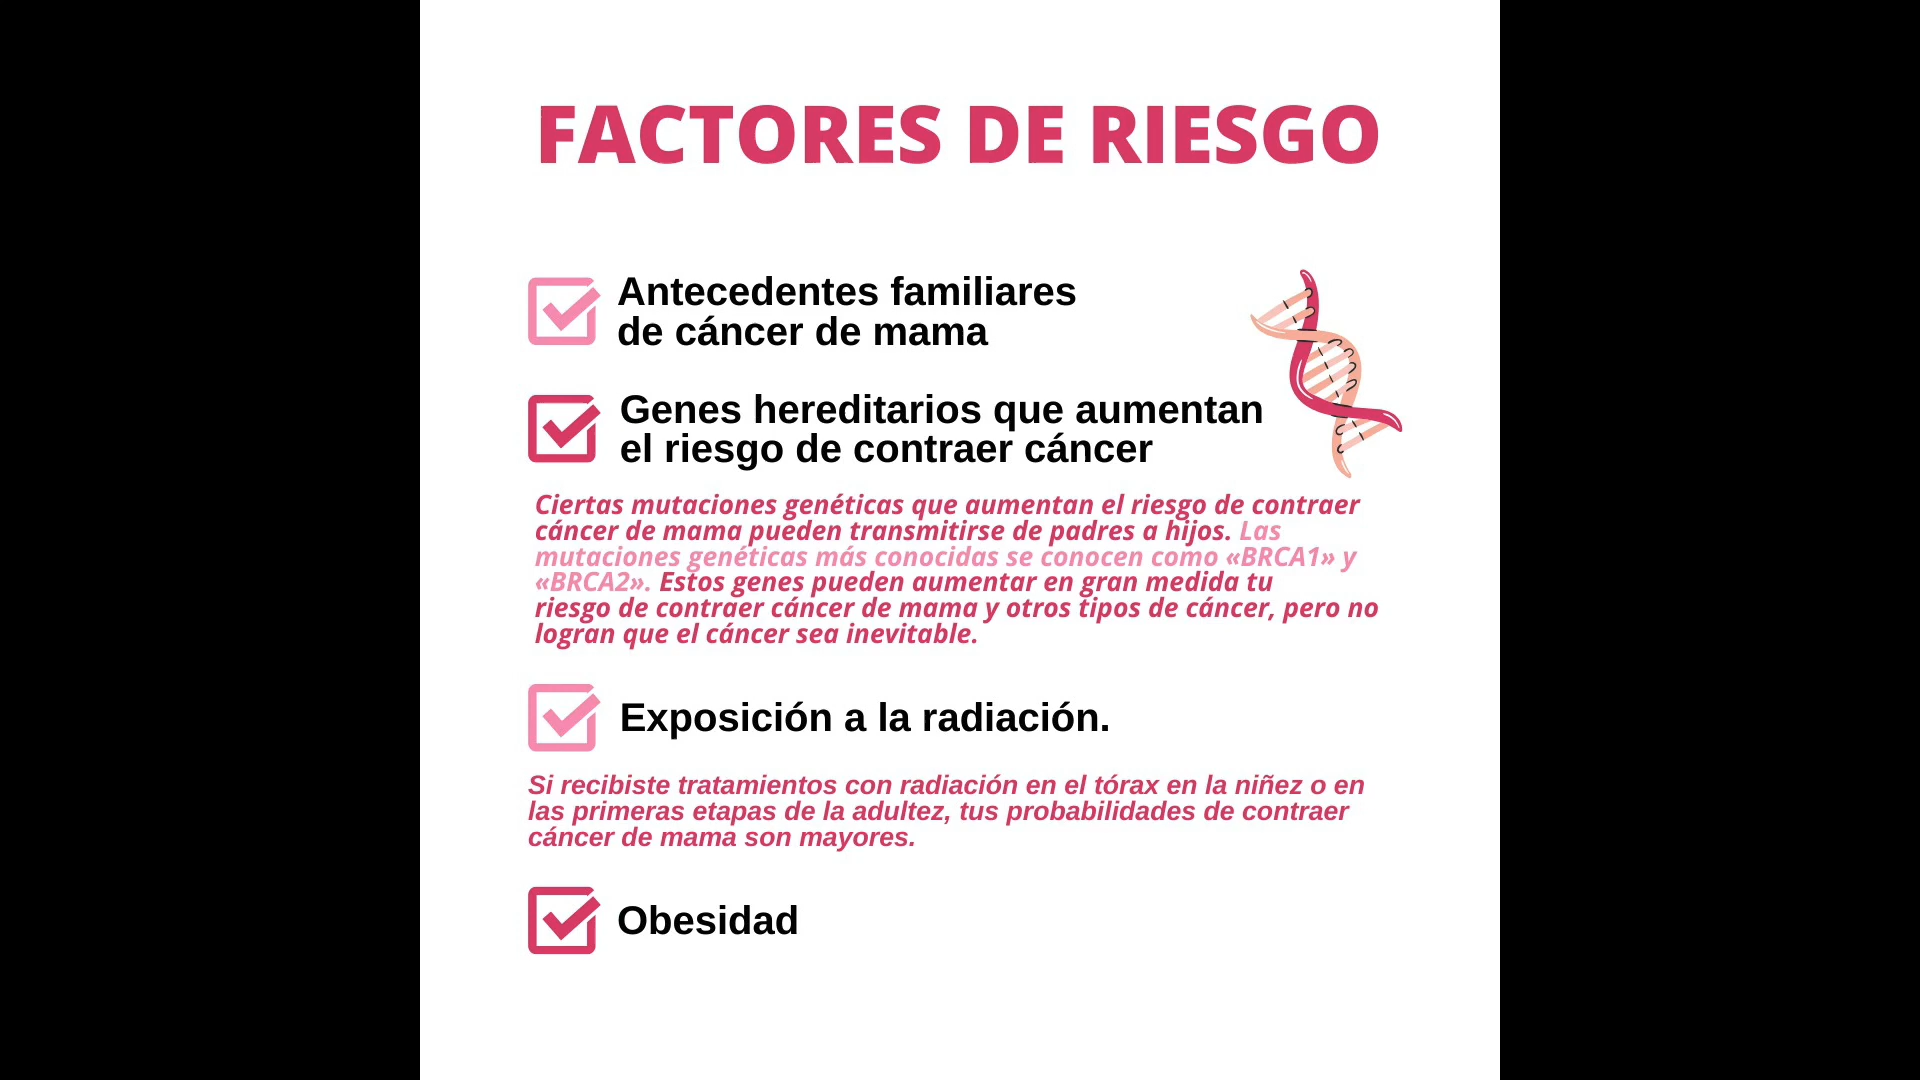 FACTORES DE RIESGO
Antecedentes familiares
de cáncer de mama
Genes hereditarios que aumentan
el riesgo de contraer cáncer
Ciertas mutaciones genéticas que aumentan el riesgo de contraer
cáncer de mama pueden transmitirse de padres a hijos. Las
mutaciones genéticas más conocidas se conocen como «BRCA1» y
«BRCA2». Estos genes pueden aumentar en gran medida tu
riesgo de contraer cáncer de mama y otros tipos de cáncer, pero no
logran que el cáncer sea inevitable.
Exposición a la radiación.
Si recibiste tratamientos con radiación en el tórax en la niñez o en
las primeras etapas de la adultez, tus probabilidades de contraer
cáncer de mama son mayores.
Obesidad